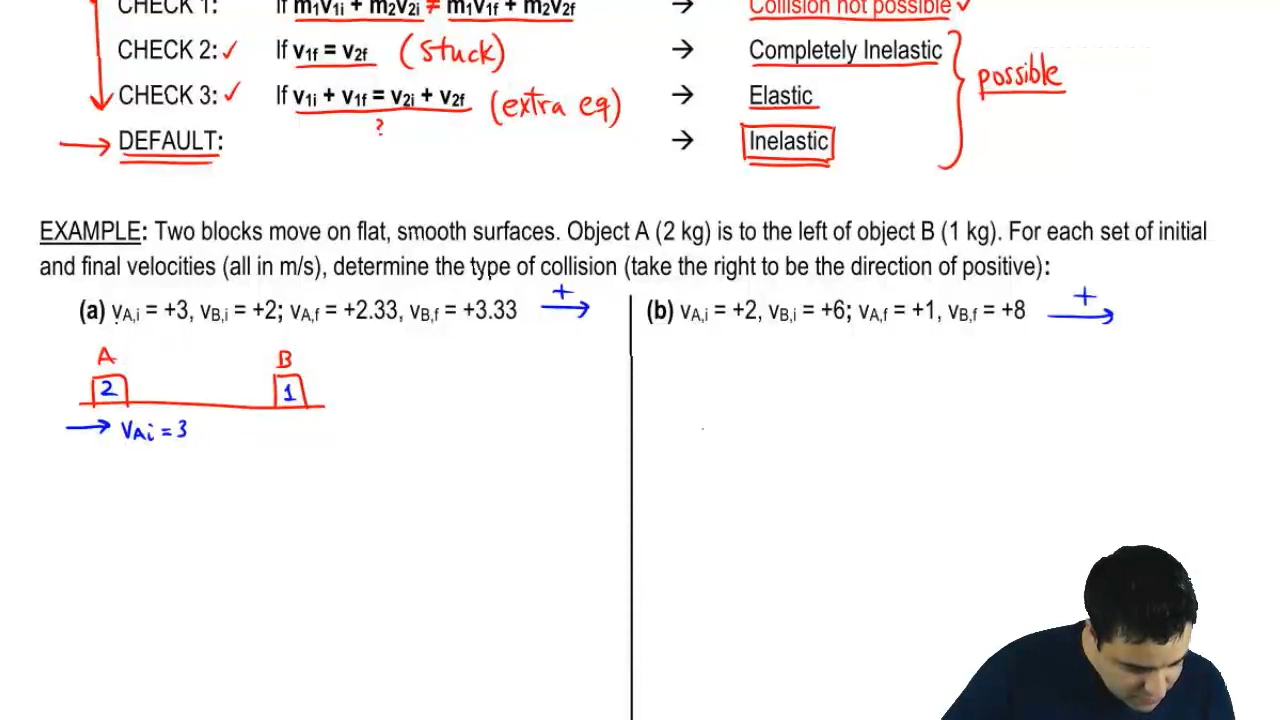 CHECK 1: If m1v1i + m2v2i ≠ m1v1f + m2v2f → Collision not possible ✓
CHECK 2: ✓ If v1f = v2f (stuck) → Completely Inelastic
possible
CHECK 3: ✓ If v1i + v1f = v2i + v2f (extra eq) → Elastic
?
→ DEFAULT: → Inelastic
EXAMPLE: Two blocks move on flat, smooth surfaces. Object A (2 kg) is to the left of object B (1 kg). For each set of initial
and final velocities (all in m/s), determine the type of collision (take the right to be the direction of positive):
(a) vA,i = +3, vB,i = +2; vA,f = +2.33, vB,f = +3.33 +→
(b) vA,i = +2, vB,i = +6; vA,f = +1, vB,f = +8 +→
A B
2 1
→ vAi = 3